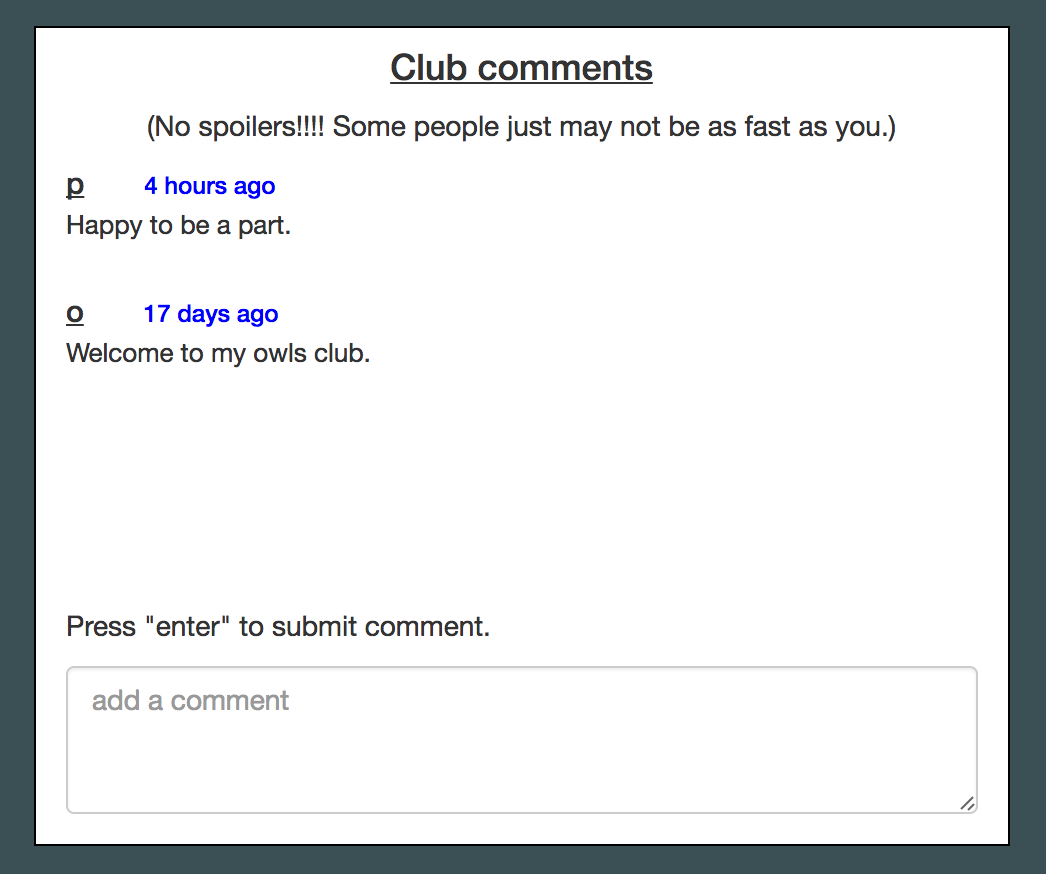 Club comments
(No spoilers!!!! Some people just may not be as fast as you.)
p 4 hours ago
Happy to be a part.
o 17 days ago
Welcome to my owls club.
Press "enter" to submit comment.
add a comment